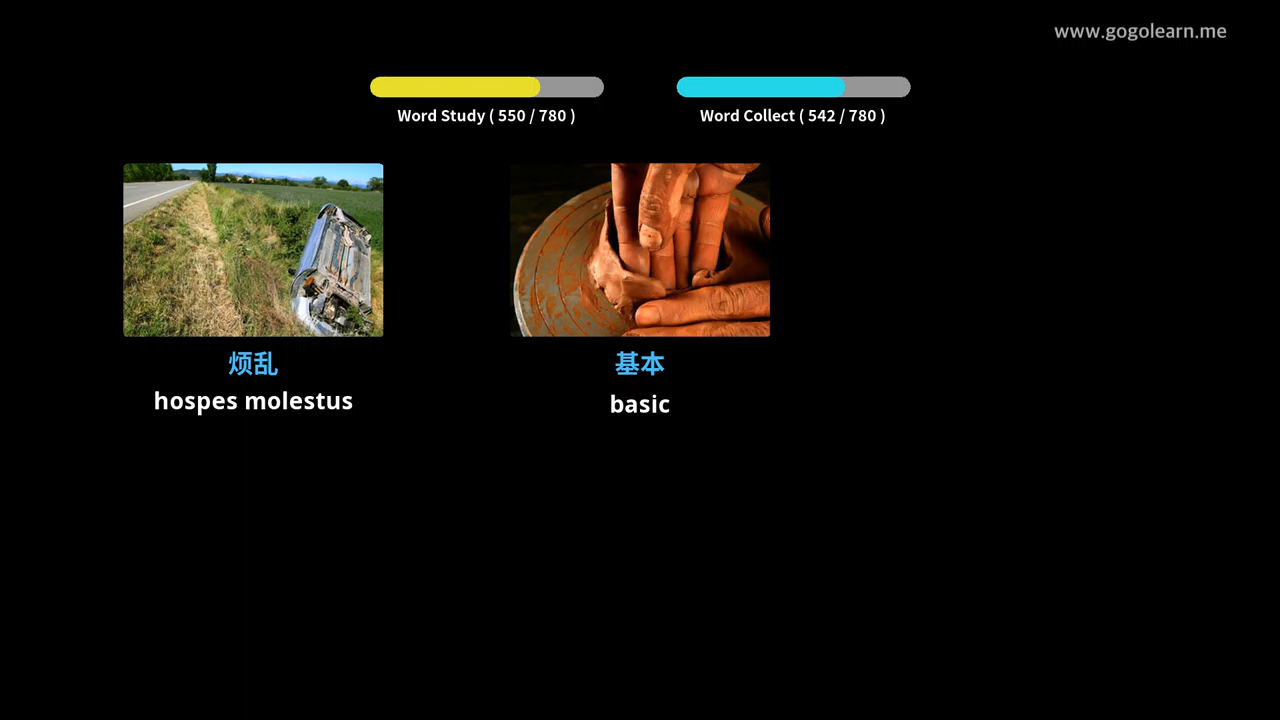 www.gogolearn.me
Word Study ( 550 / 780 )
Word Collect ( 542 / 780 )
烦乱
hospes molestus
基本
basic